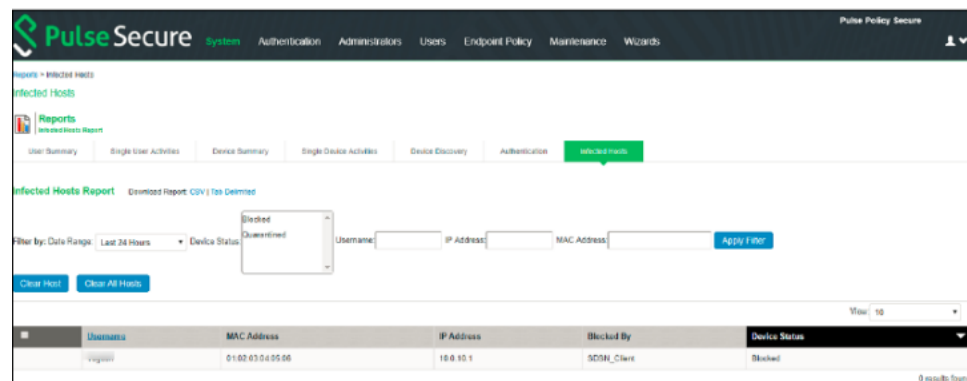 Pulse Policy Secure
Pulse Secure System Authentication Administrators Users Endpoint Policy Maintenance Wizards
Reports > Infected Hosts
Infected Hosts
Reports
Infected Hosts Report
User Summary Single User Activities Device Summary Single Device Activities Device Discovery Authentication Infected Hosts
Infected Hosts Report Download Report: CSV | Tab Delimited
Blocked
Quarantined
Filter by: Date Range: Last 24 Hours Device Status: Username: IP Address: MAC Address: Apply Filter
Clear Host Clear All Hosts
View: 10
Username MAC Address IP Address Blocked By Device Status
01:02:03:04:05:06 10.0.10.1 SDSN_Client Blocked
0 results found